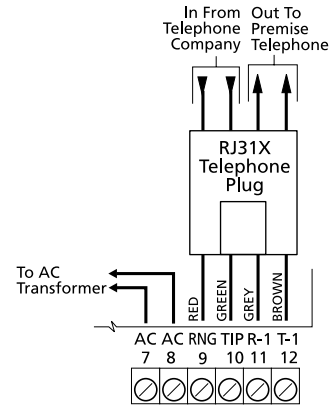 In From
Telephone
Company
Out To
Premise
Telephone
RJ31X
Telephone
Plug
To AC
Transformer
RED
GREEN
GREY
BROWN
AC AC RNG TIP R-1 T-1
7 8 9 10 11 12